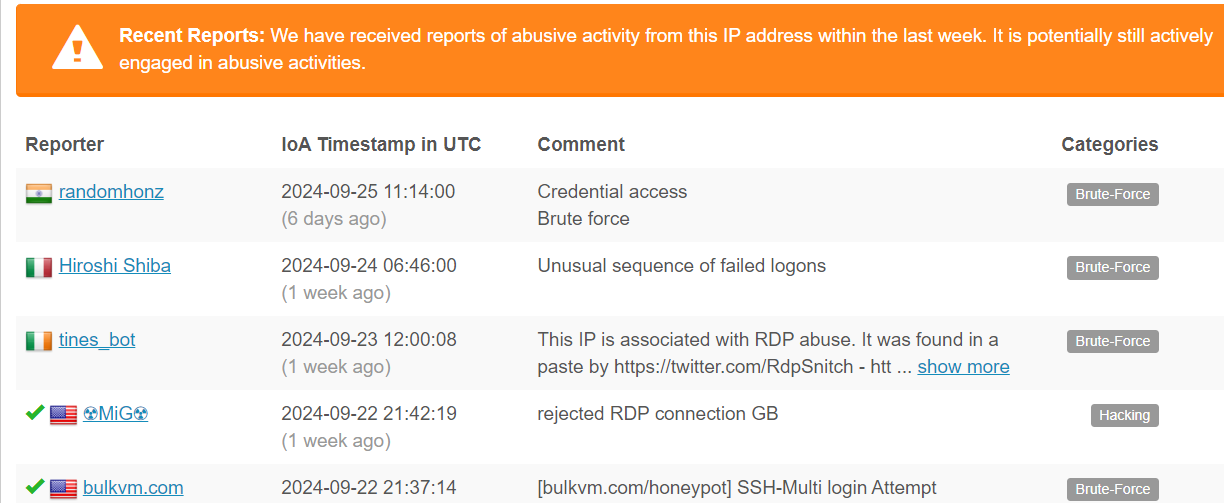 Recent Reports: We have received reports of abusive activity from this IP address within the last week. It is potentially still actively
engaged in abusive activities.
Reporter IoA Timestamp in UTC Comment Categories
randomhonz 2024-09-25 11:14:00 Credential access Brute-Force
(6 days ago) Brute force
Hiroshi Shiba 2024-09-24 06:46:00 Unusual sequence of failed logons Brute-Force
(1 week ago)
tines_bot 2024-09-23 12:00:08 This IP is associated with RDP abuse. It was found in a Brute-Force
(1 week ago) paste by https://twitter.com/RdpSnitch - htt ... show more
☢MiG☢ 2024-09-22 21:42:19 rejected RDP connection GB Hacking
(1 week ago)
bulkvm.com 2024-09-22 21:37:14 [bulkvm.com/honeypot] SSH-Multi login Attempt Brute-Force